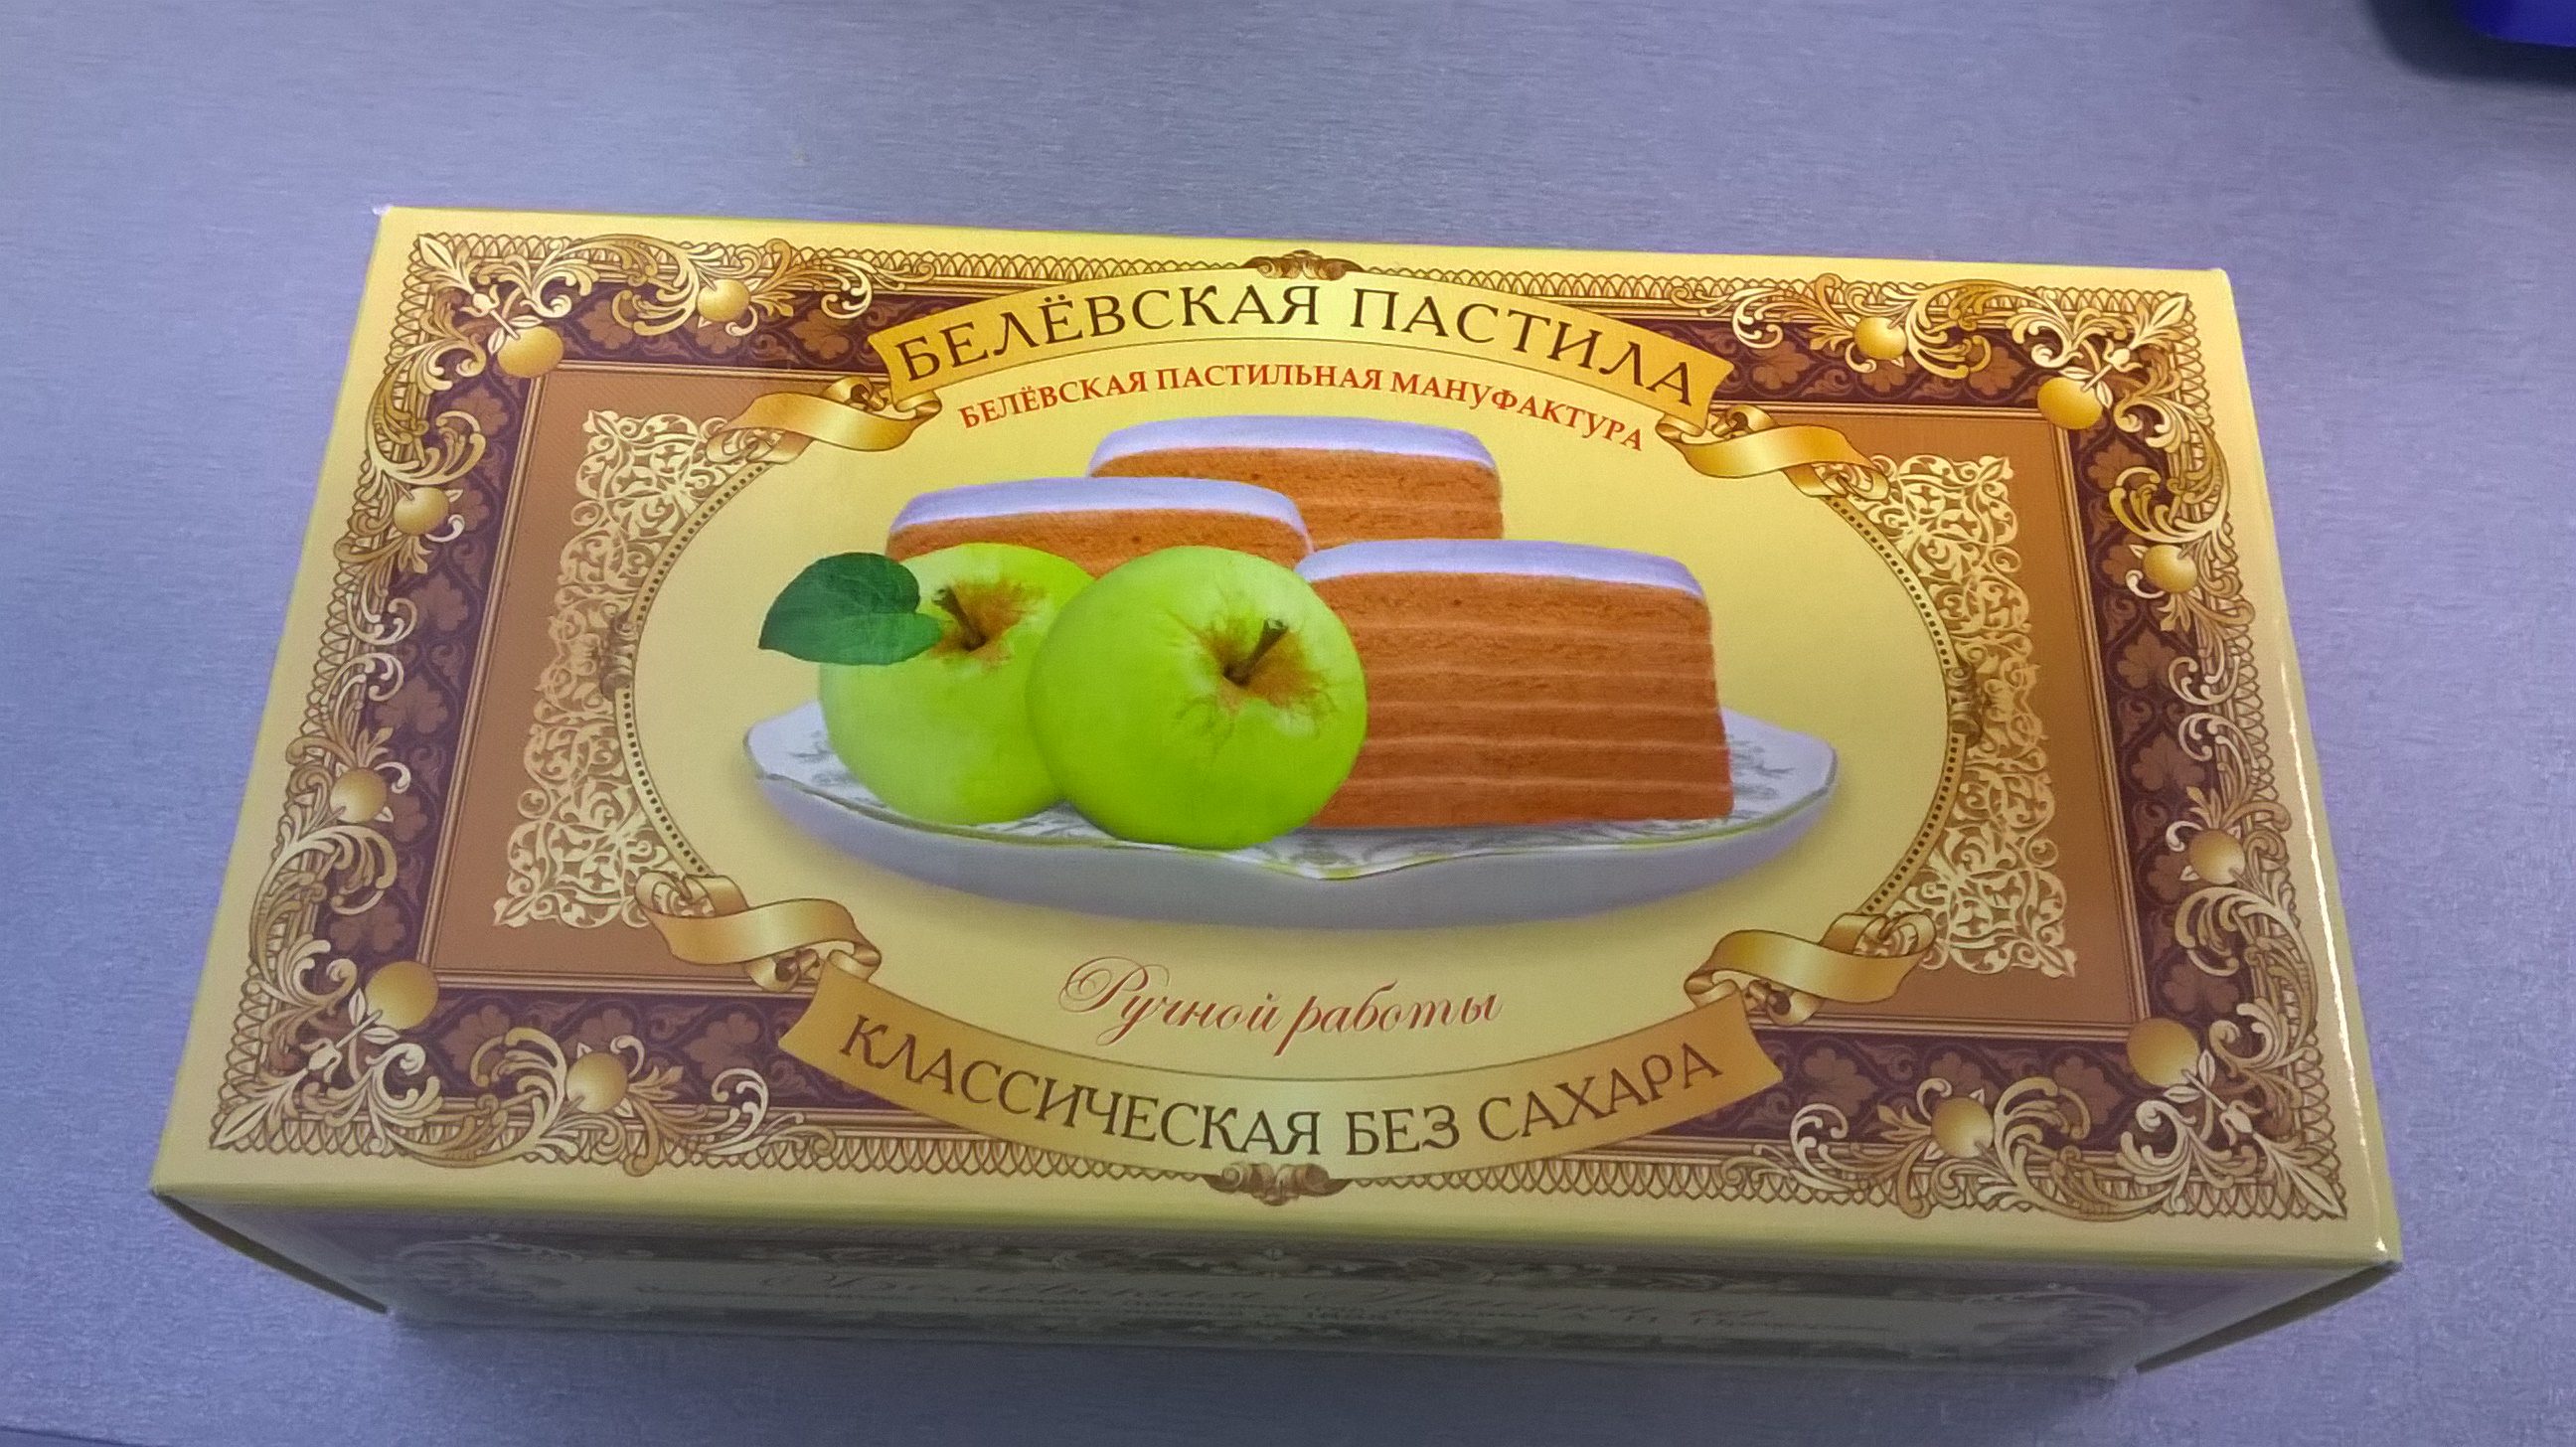 БЕЛЁВСКАЯ ПАСТИЛА
БЕЛЁВСКАЯ ПАСТИЛЬНАЯ МАНУФАКТУРА
Ручной работы
КЛАССИЧЕСКАЯ БЕЗ САХАРА